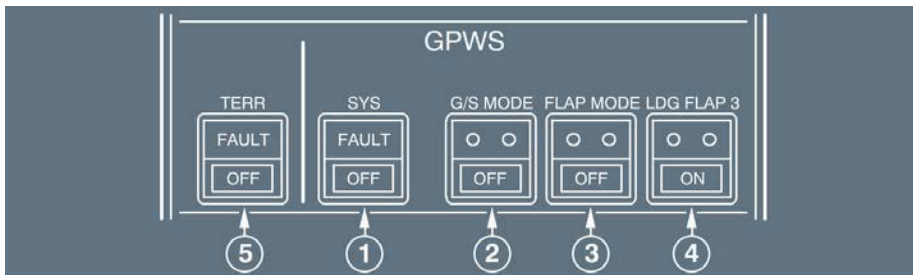 GPWS
TERR SYS G/S MODE FLAP MODE LDG FLAP 3
FAULT FAULT
OFF OFF OFF OFF ON
5 1 2 3 4